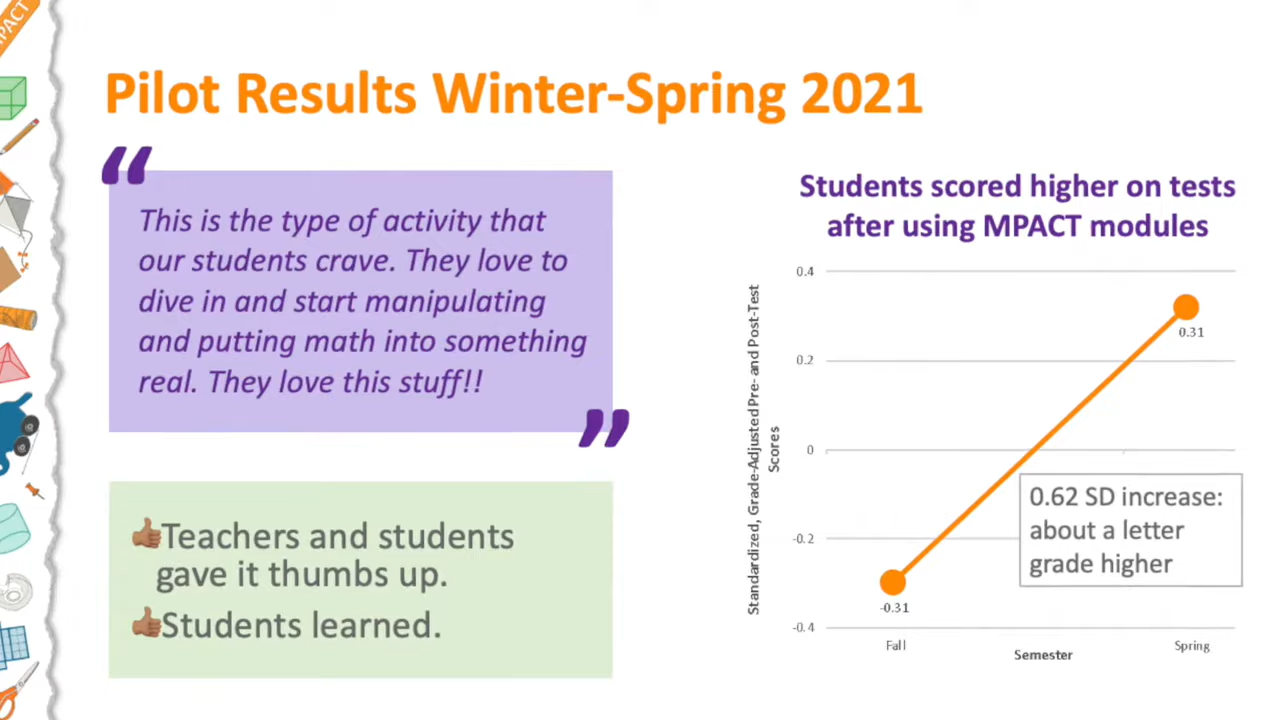 PACT
Pilot Results Winter-Spring 2021
“
This is the type of activity that
our students crave. They love to
dive in and start manipulating
and putting math into something
real. They love this stuff!!
”
👍🏾Teachers and students
gave it thumbs up.
👍🏾Students learned.
Students scored higher on tests
after using MPACT modules
Standardized, Grade-Adjusted Pre- and Post-Test
Scores
0.4
0.2
0
-0.2
-0.4
0.31
-0.31
0.62 SD increase:
about a letter
grade higher
Fall
Spring
Semester